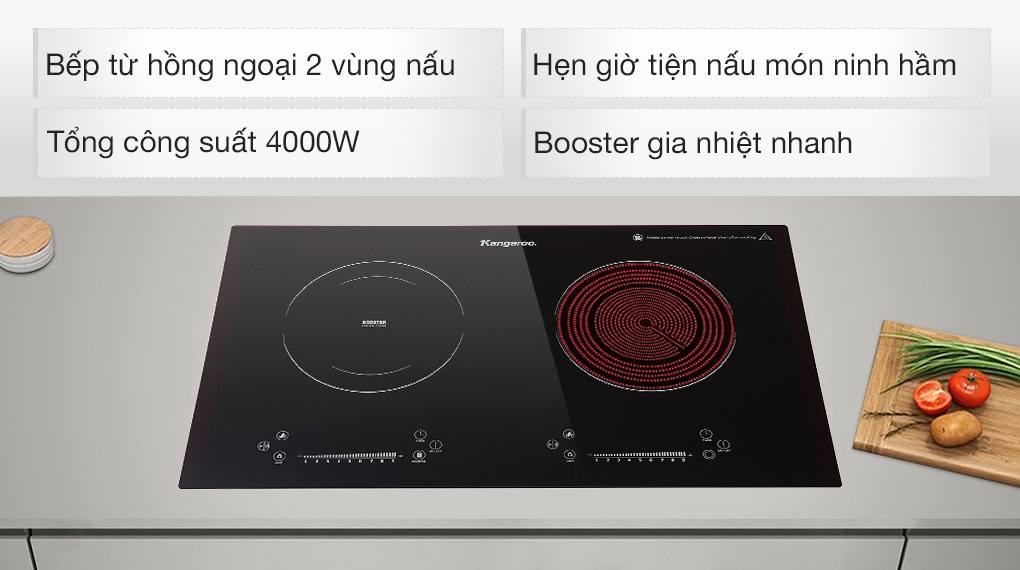 Bếp từ hồng ngoại 2 vùng nấu
Hẹn giờ tiện nấu món ninh hầm
Tổng công suất 4000W
Booster gia nhiệt nhanh
Kangaroo
BOOSTER
1 2 3 4 5 6 7 8 9
1 2 3 4 5 6 7 8 9